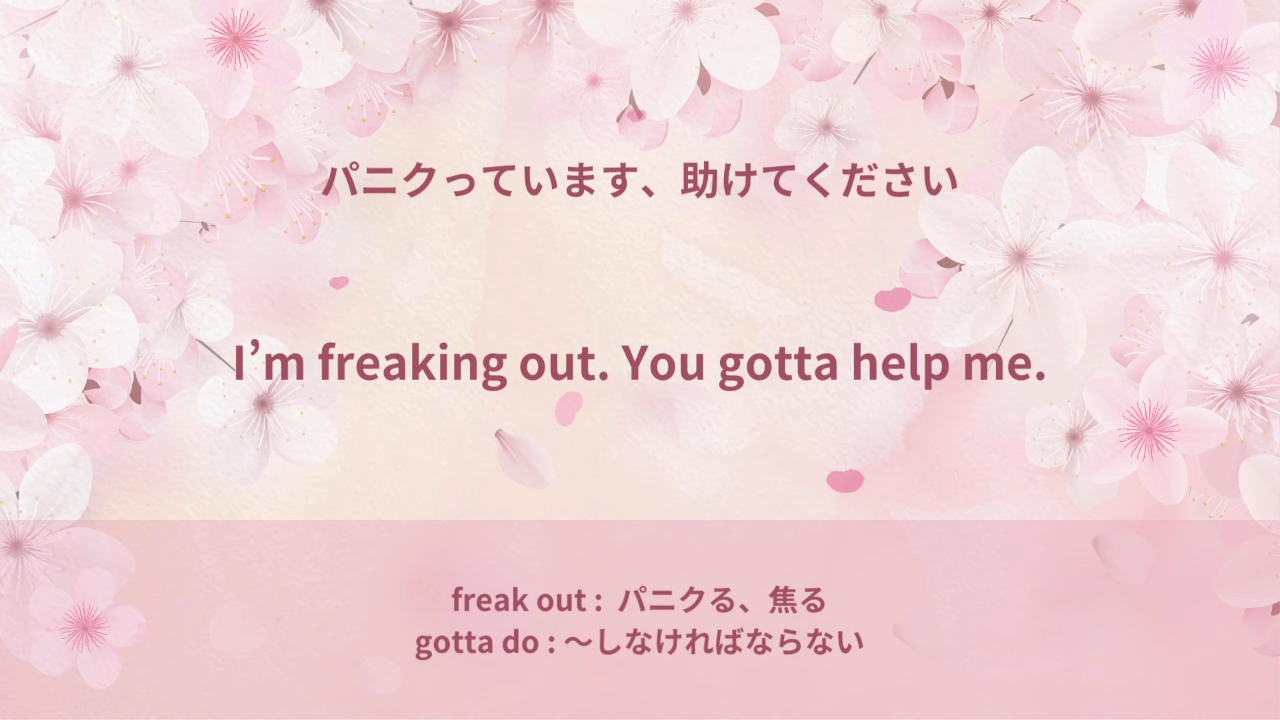 パニクっています、助けてください
I’m freaking out. You gotta help me.
freak out : パニクる、焦る
gotta do : 〜しなければならない